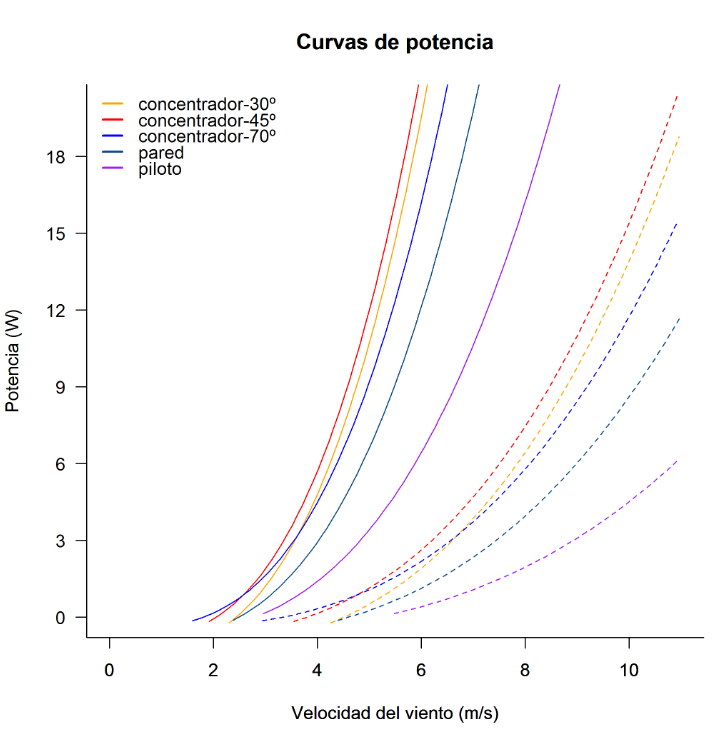 Curvas de potencia
concentrador-30º
concentrador-45º
concentrador-70º
pared
piloto
18
15
12
9
6
3
0
Potencia (W)
0 2 4 6 8 10
Velocidad del viento (m/s)